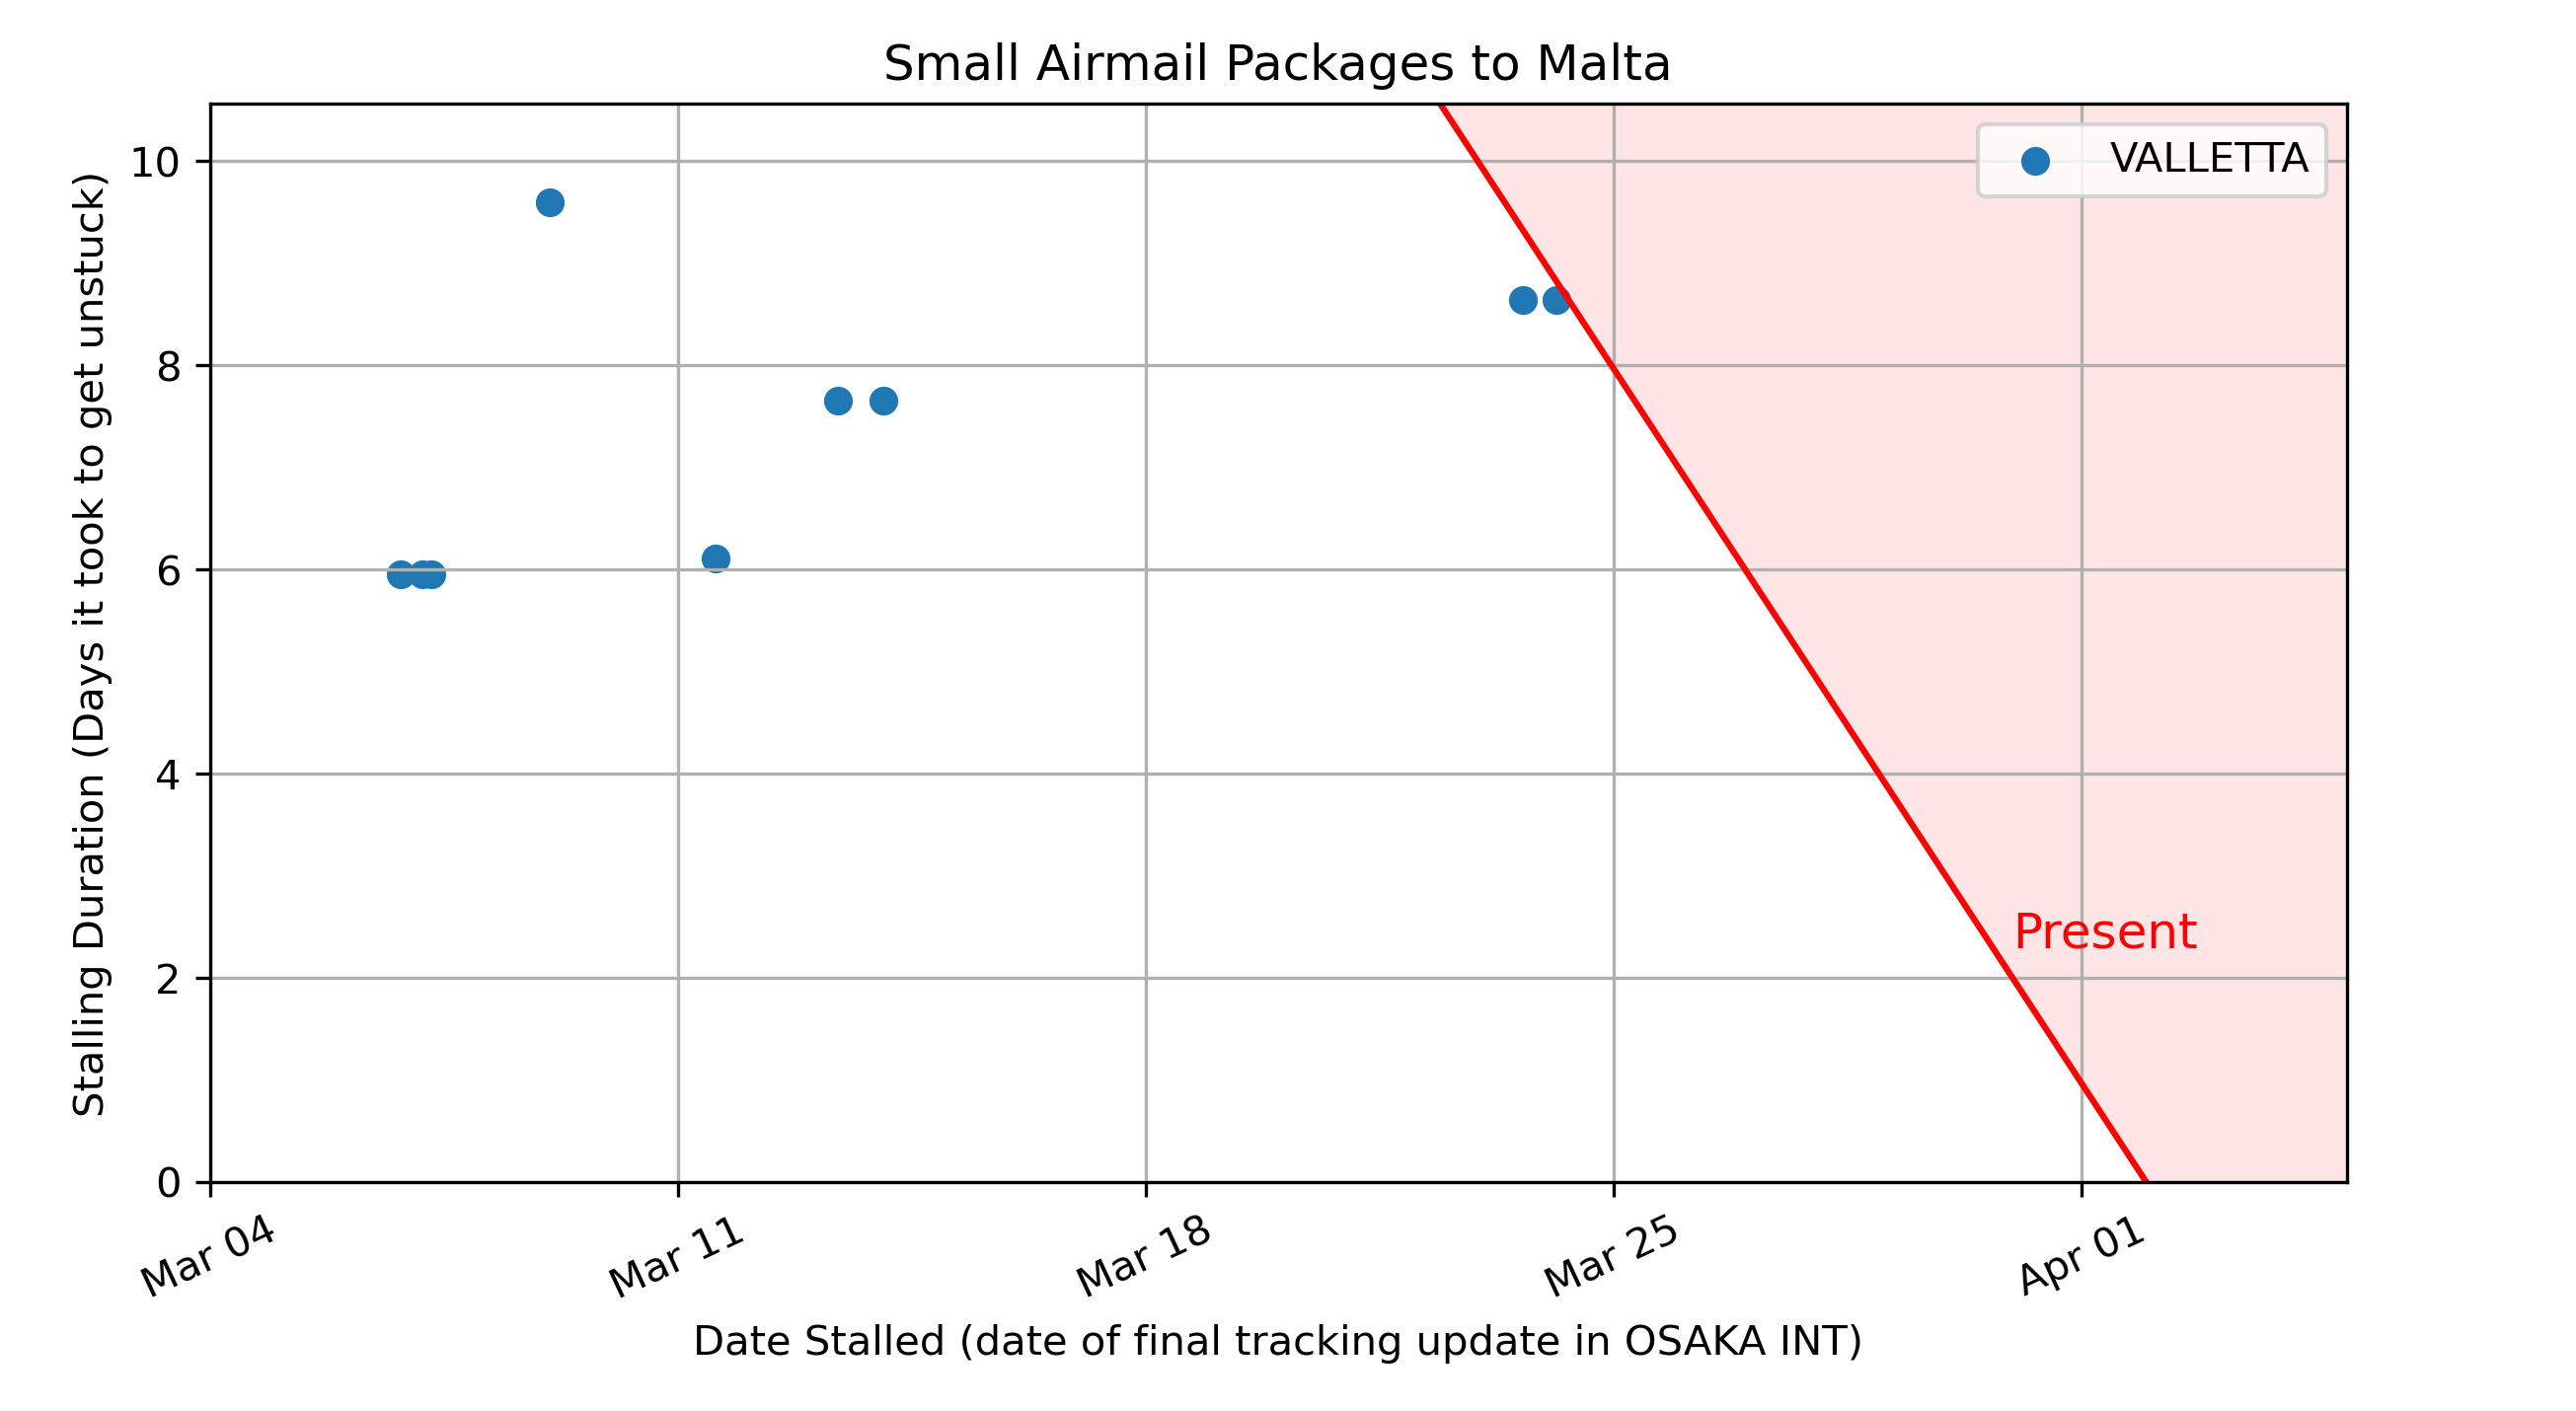 Small Airmail Packages to Malta
VALLETTA
Stalling Duration (Days it took to get unstuck)
10
8
6
4
2
0
Present
Mar 04
Mar 11
Mar 18
Mar 25
Apr 01
Date Stalled (date of final tracking update in OSAKA INT)